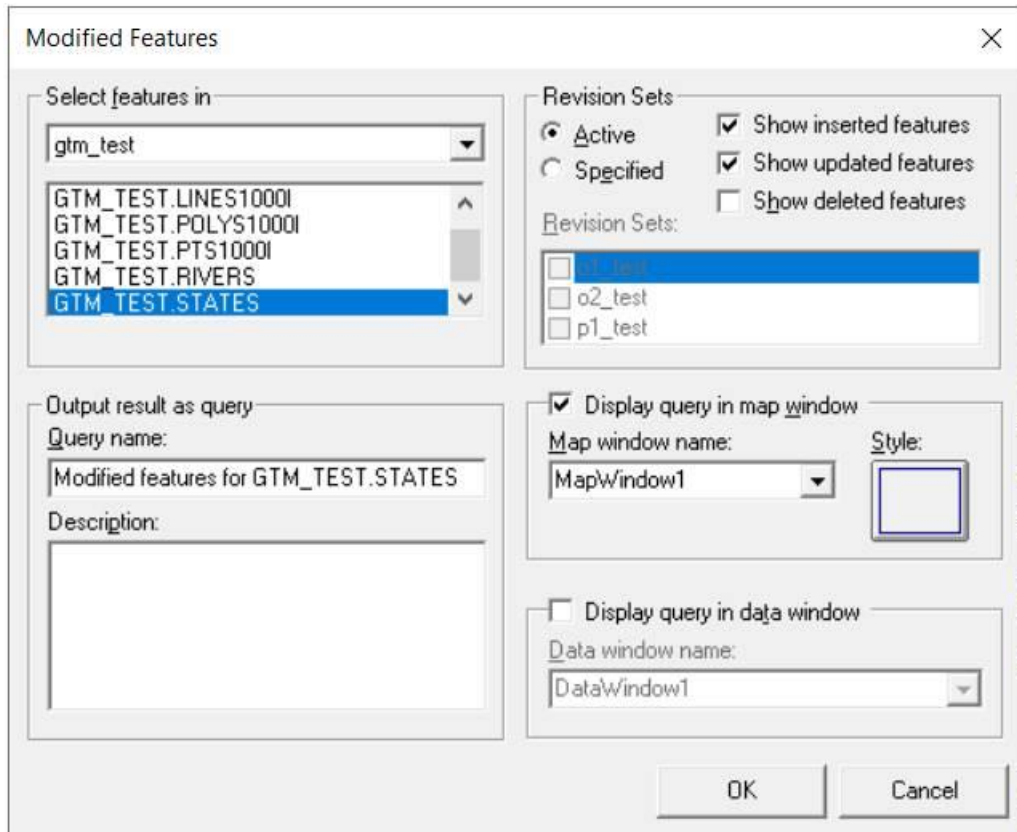 Modified Features
Select features in
gtm_test
GTM_TEST.LINES1000I
GTM_TEST.POLYS1000I
GTM_TEST.PTS1000I
GTM_TEST.RIVERS
GTM_TEST.STATES
Revision Sets
Active
Specified
Show inserted features
Show updated features
Show deleted features
Revision Sets:
o1_test
o2_test
p1_test
Output result as query
Query name:
Modified features for GTM_TEST.STATES
Description:
Display query in map window
Map window name:
Style:
MapWindow1
Display query in data window
Data window name:
DataWindow1
OK
Cancel